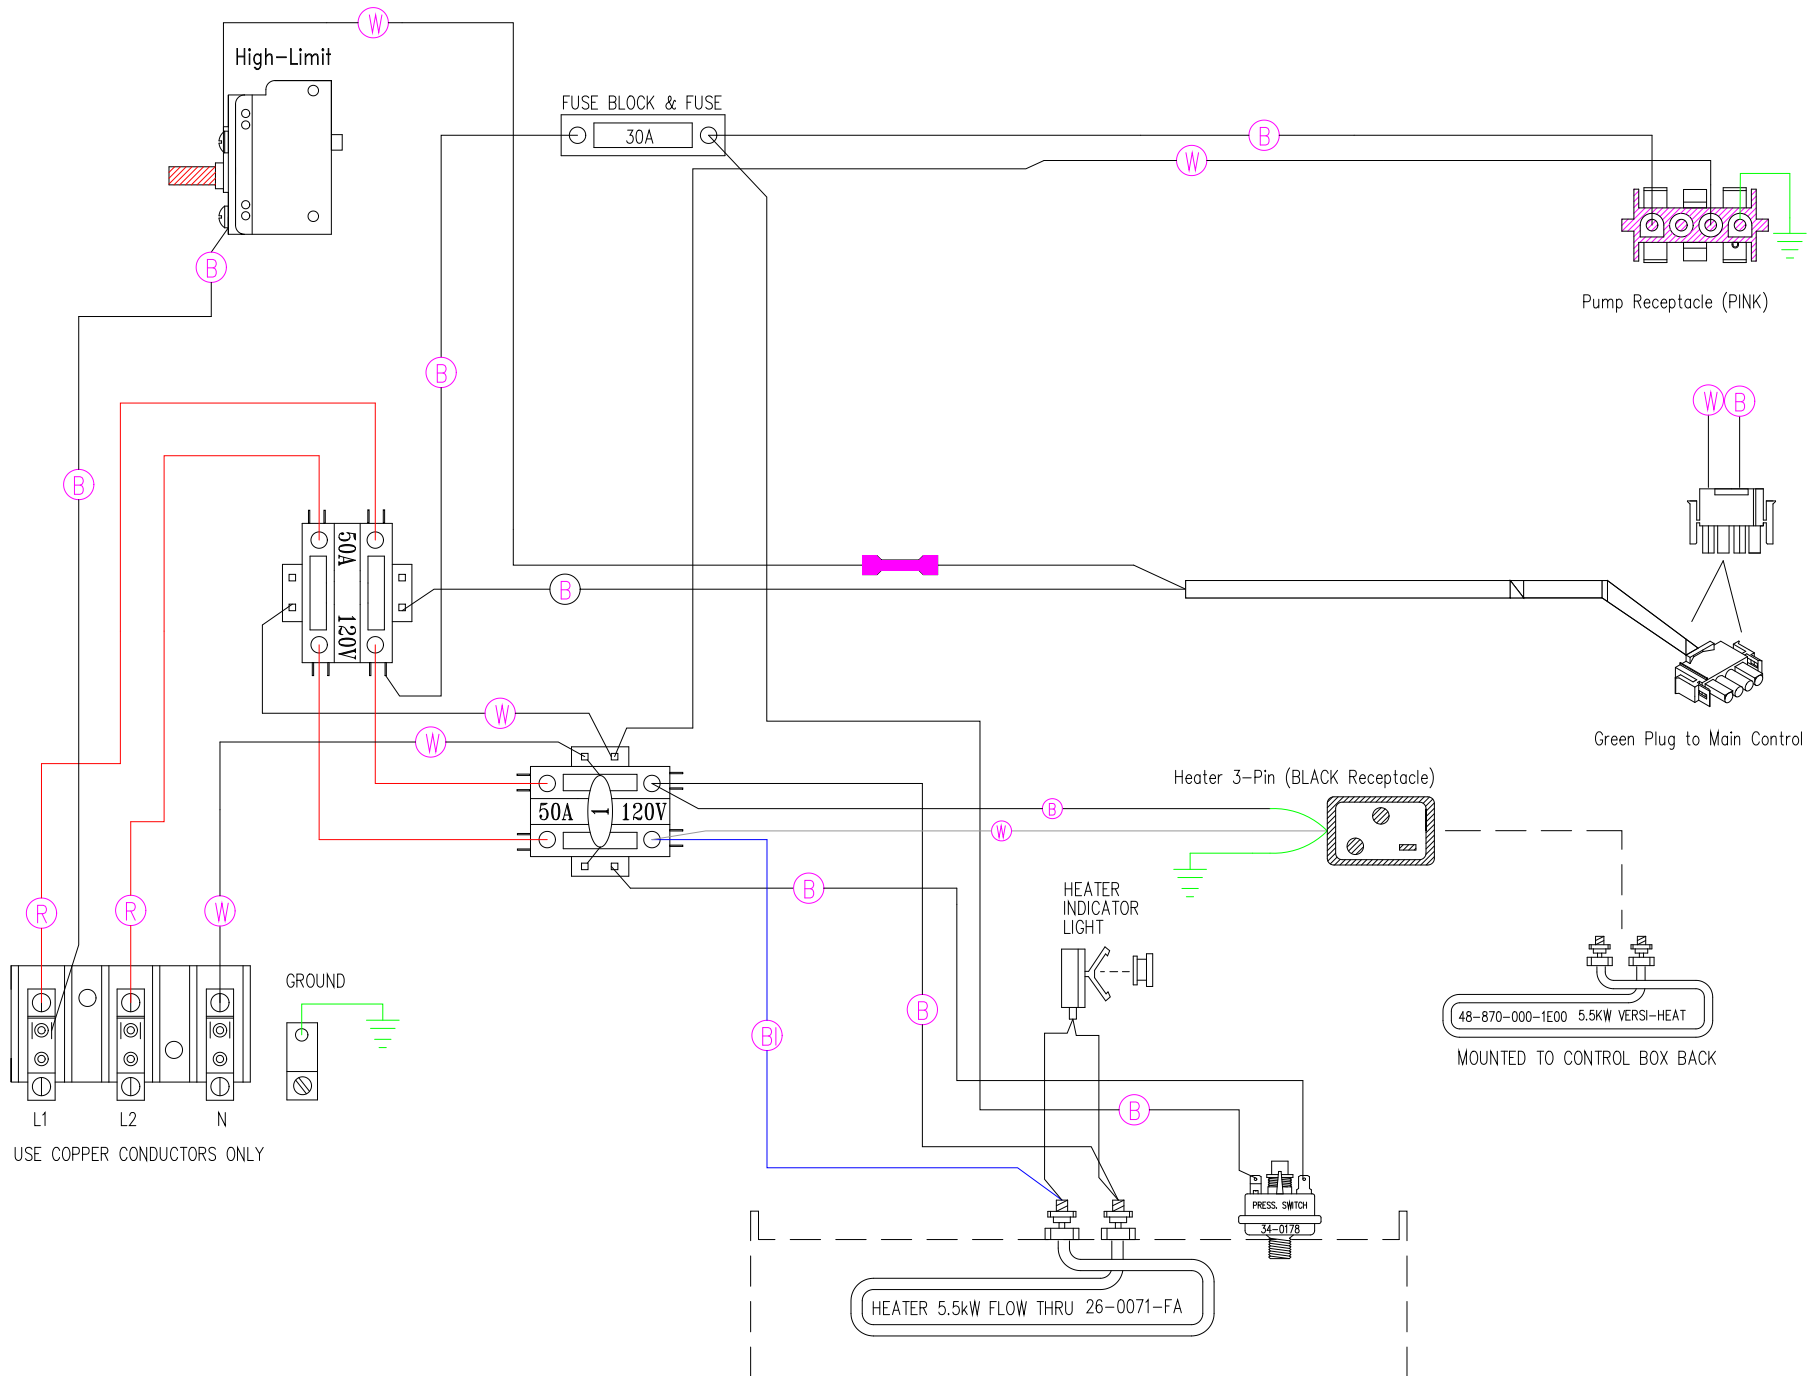 W
High-Limit
FUSE BLOCK & FUSE
30A
B
W
B
Pump Receptacle (PINK)
B
W B
B
50A 120V
B
W
W
Green Plug to Main Control
Heater 3-Pin (BLACK Receptacle)
50A 1 120V
B
W
B
HEATER
INDICATOR
LIGHT
R
R
W
GROUND
B
Bl
48-870-000-1E00 5.5KW VERSI-HEAT
MOUNTED TO CONTROL BOX BACK
B
L1
L2
N
USE COPPER CONDUCTORS ONLY
PRESS. SWITCH
34-0178
HEATER 5.5kW FLOW THRU 26-0071-FA